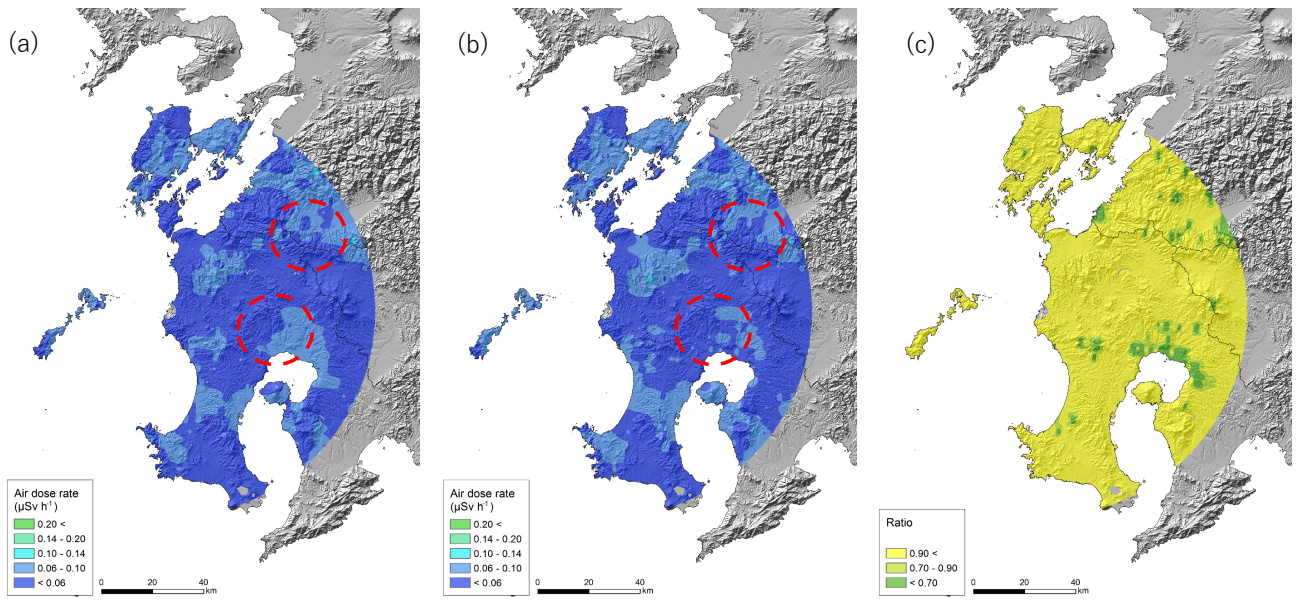 (a)
(b)
(c)
Air dose rate
(μSv h⁻¹)
0.20 <
0.14 - 0.20
0.10 - 0.14
0.06 - 0.10
< 0.06
0 20 40
km
Air dose rate
(μSv h⁻¹)
0.20 <
0.14 - 0.20
0.10 - 0.14
0.06 - 0.10
< 0.06
0 20 40
km
Ratio
0.90 <
0.70 - 0.90
< 0.70
0 20 40
km